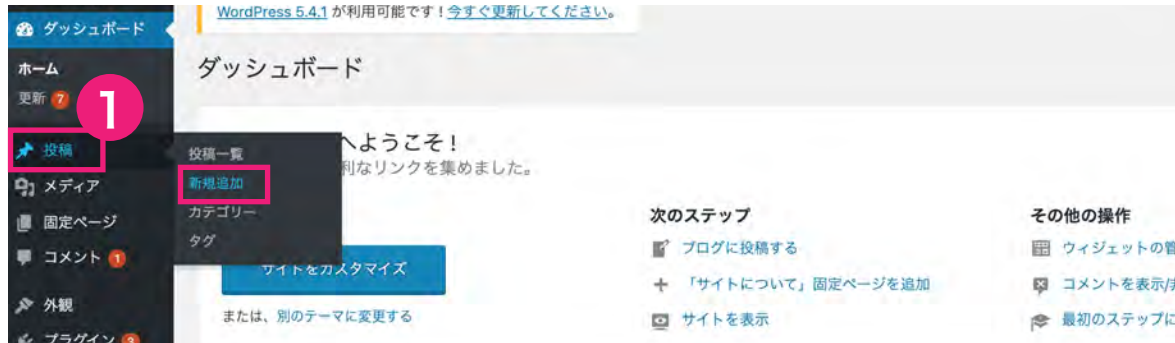 WordPress 5.4.1 が利用可能です ! 今すぐ更新してください。
ダッシュボード
ホーム
更新 7
1
投稿
メディア
固定ページ
コメント 1
外観
プラグイン 3
投稿一覧
新規追加
カテゴリー
タグ
ダッシュボード
へようこそ !
利なリンクを集めました。
サイトをカスタマイズ
または、別のテーマに変更する
次のステップ
ブログに投稿する
「サイトについて」固定ページを追加
サイトを表示
その他の操作
ウィジェットの管
コメントを表示/
最初のステップに